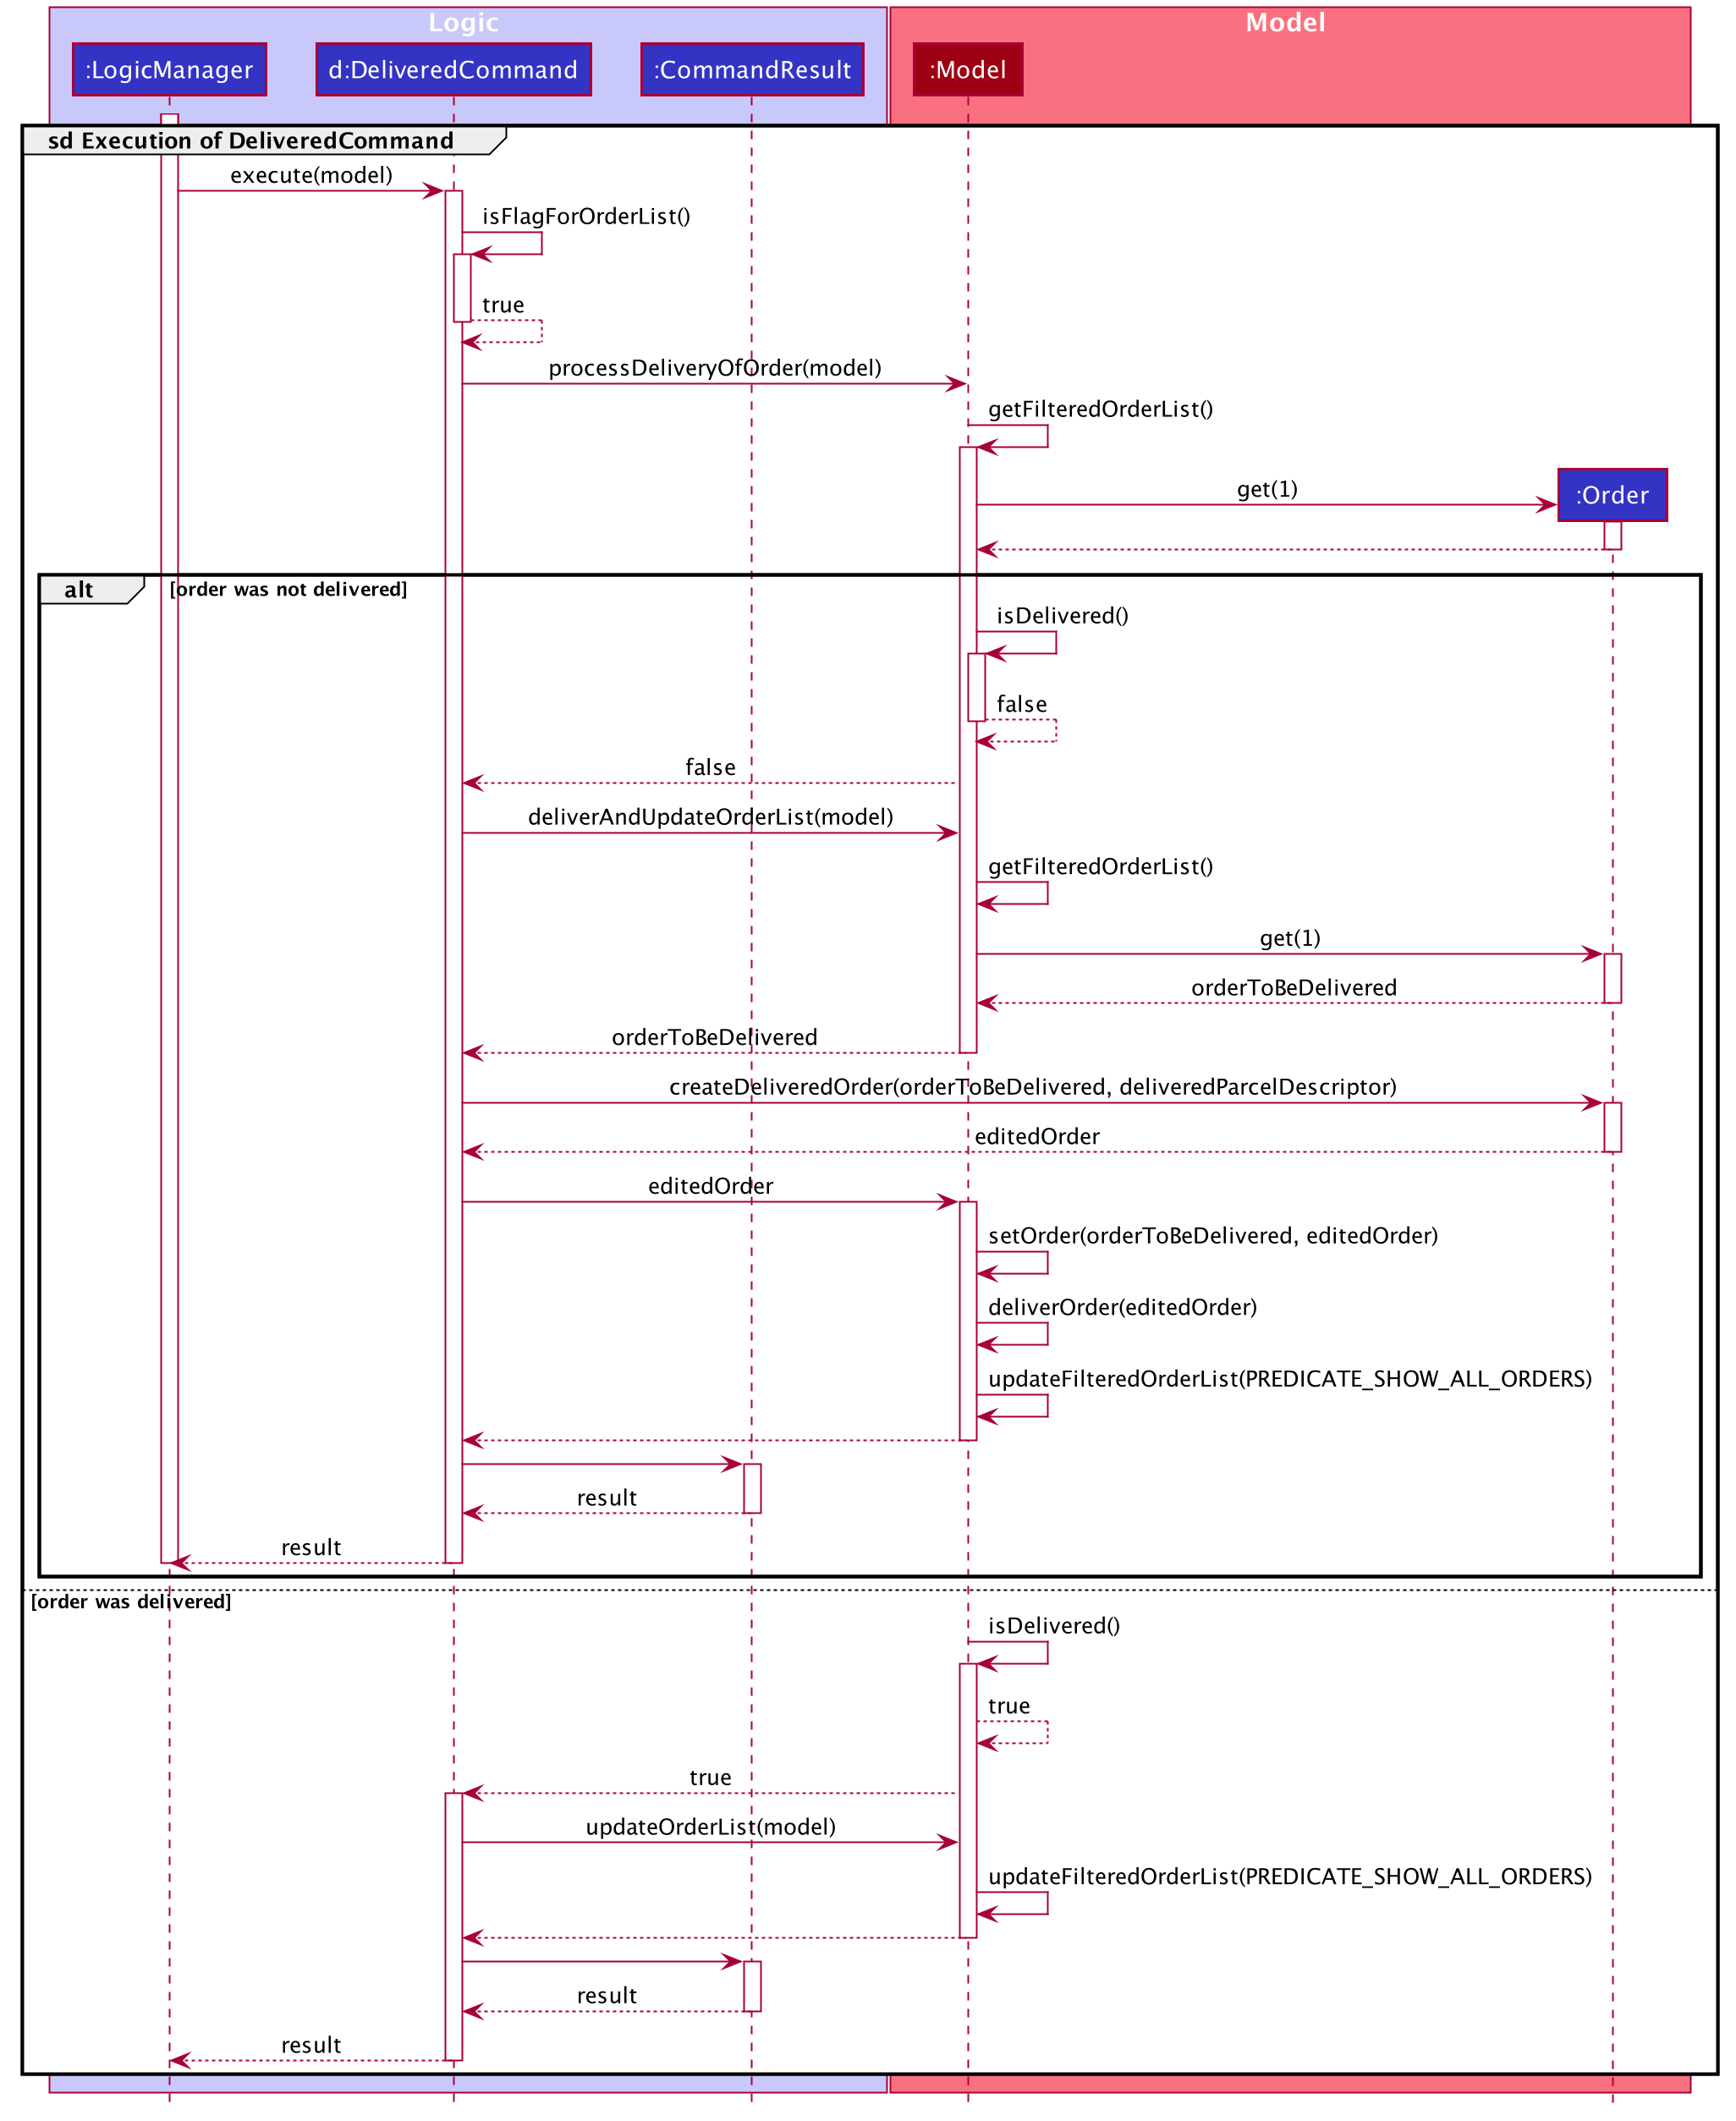 Logic
Model
:LogicManager
d:DeliveredCommand
:CommandResult
:Model
sd Execution of DeliveredCommand
execute(model)
isFlagForOrderList()
true
processDeliveryOfOrder(model)
getFilteredOrderList()
get(1)
:Order
alt
[order was not delivered]
isDelivered()
false
false
deliverAndUpdateOrderList(model)
getFilteredOrderList()
get(1)
orderToBeDelivered
orderToBeDelivered
createDeliveredOrder(orderToBeDelivered, deliveredParcelDescriptor)
editedOrder
editedOrder
setOrder(orderToBeDelivered, editedOrder)
deliverOrder(editedOrder)
updateFilteredOrderList(PREDICATE_SHOW_ALL_ORDERS)
result
result
[order was delivered]
isDelivered()
true
true
updateOrderList(model)
updateFilteredOrderList(PREDICATE_SHOW_ALL_ORDERS)
result
result